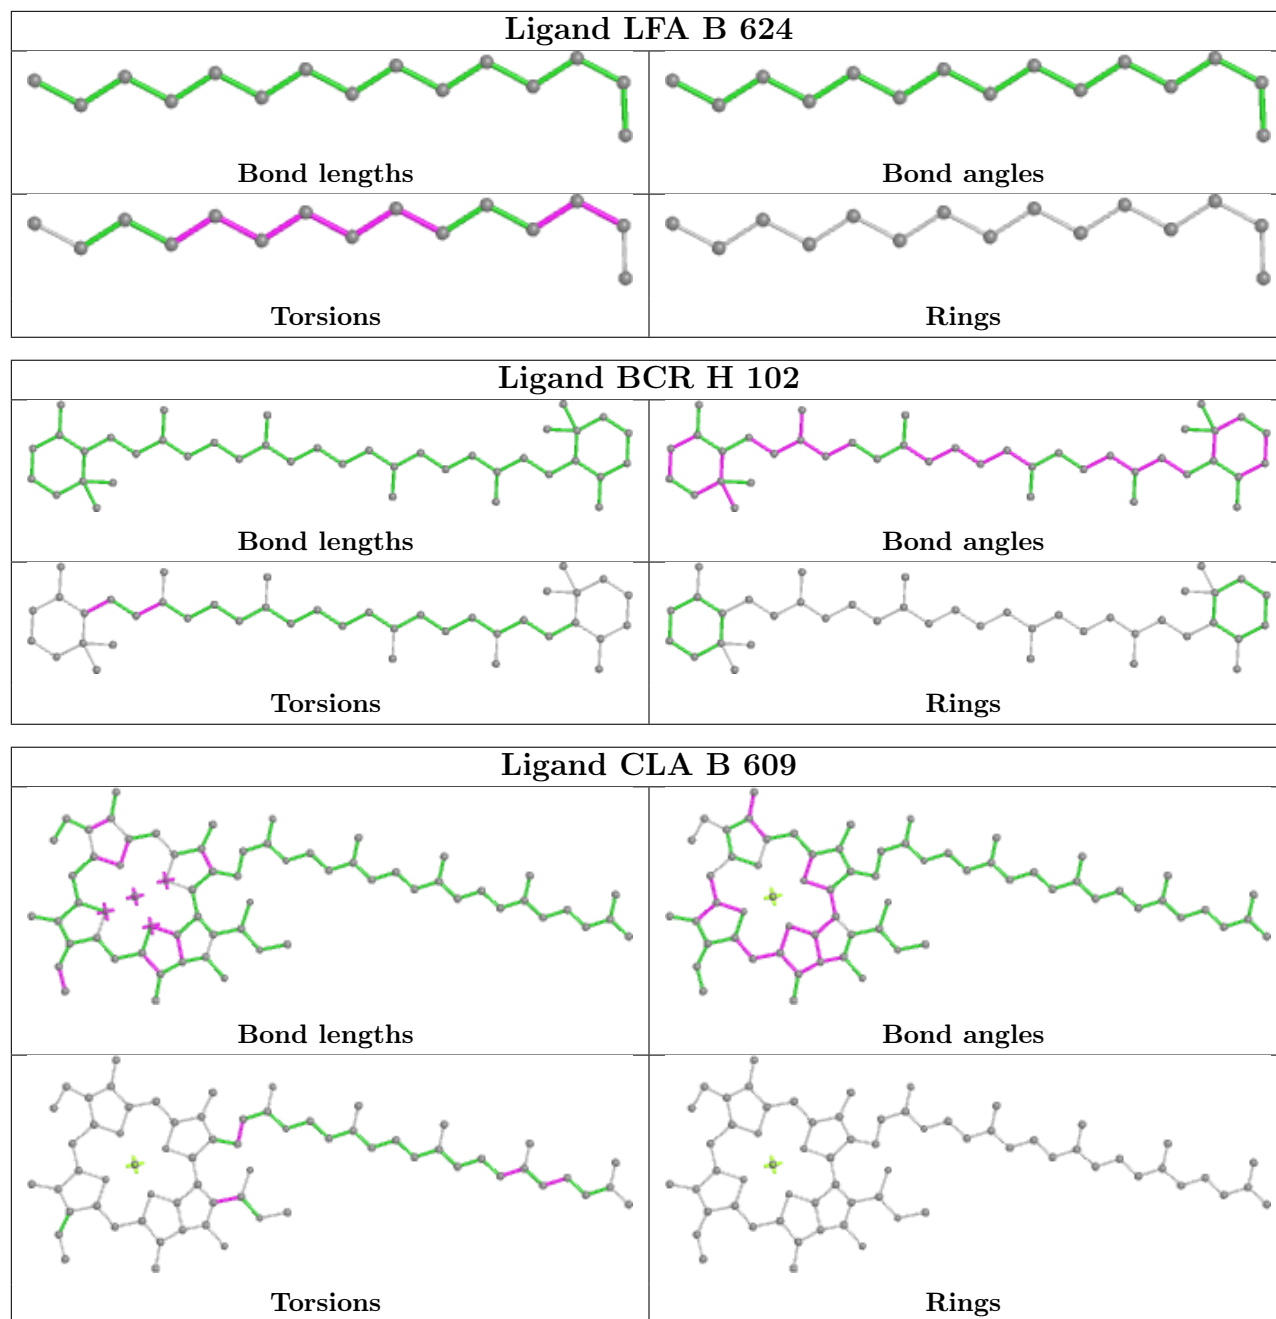 Ligand LFA B 624
Bond lengths
Bond angles
Torsions
Rings
Ligand BCR H 102
Bond lengths
Bond angles
Torsions
Rings
Ligand CLA B 609
Bond lengths
Bond angles
Torsions
Rings